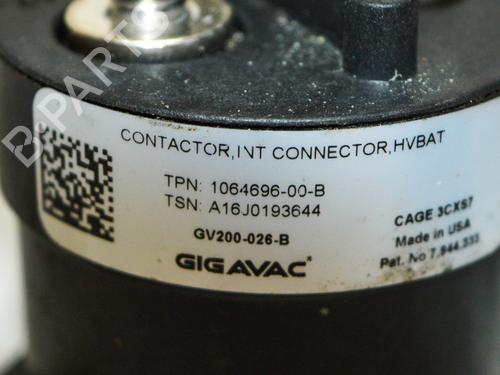 CONTACTOR,INT CONNECTOR,HVBAT
TPN: 1064696-00-B
TSN: A16J0193644
GV200-026-B
GIGAVAC
CAGE 3CXS7
Made in USA
Pat. No 7,944,333
B-PARTS